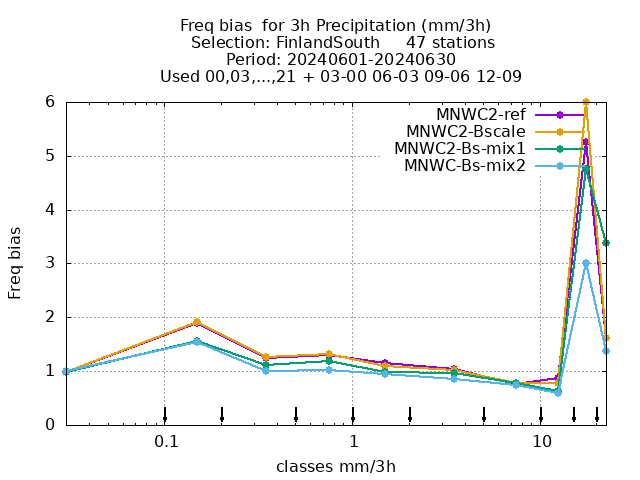 Freq bias  for 3h Precipitation (mm/3h)
Selection: FinlandSouth     47 stations
Period: 20240601-20240630
Used 00,03,...,21 + 03-00 06-03 09-06 12-09
MNWC2-ref
MNWC2-Bscale
MNWC2-Bs-mix1
MNWC-Bs-mix2
Freq bias
6
5
4
3
2
1
0
0.1
1
10
classes mm/3h